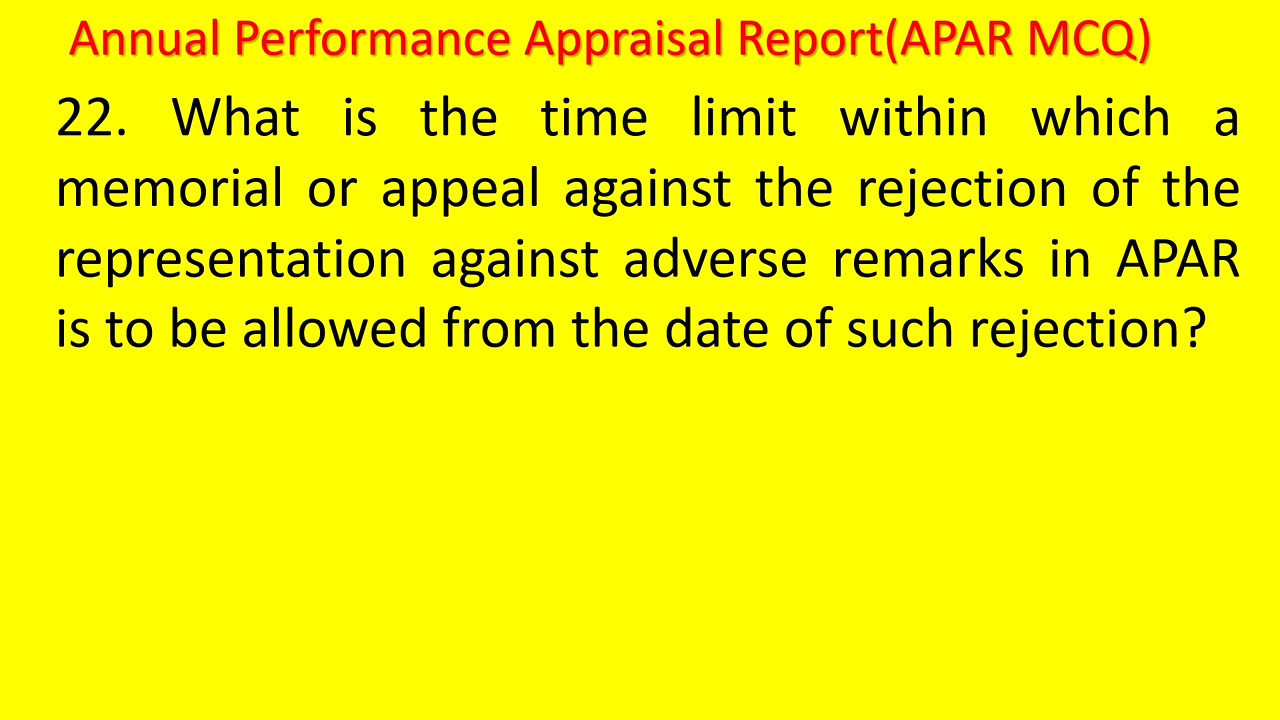 Annual Performance Appraisal Report(APAR MCQ)
22. What is the time limit within which a
memorial or appeal against the rejection of the
representation against adverse remarks in APAR
is to be allowed from the date of such rejection?